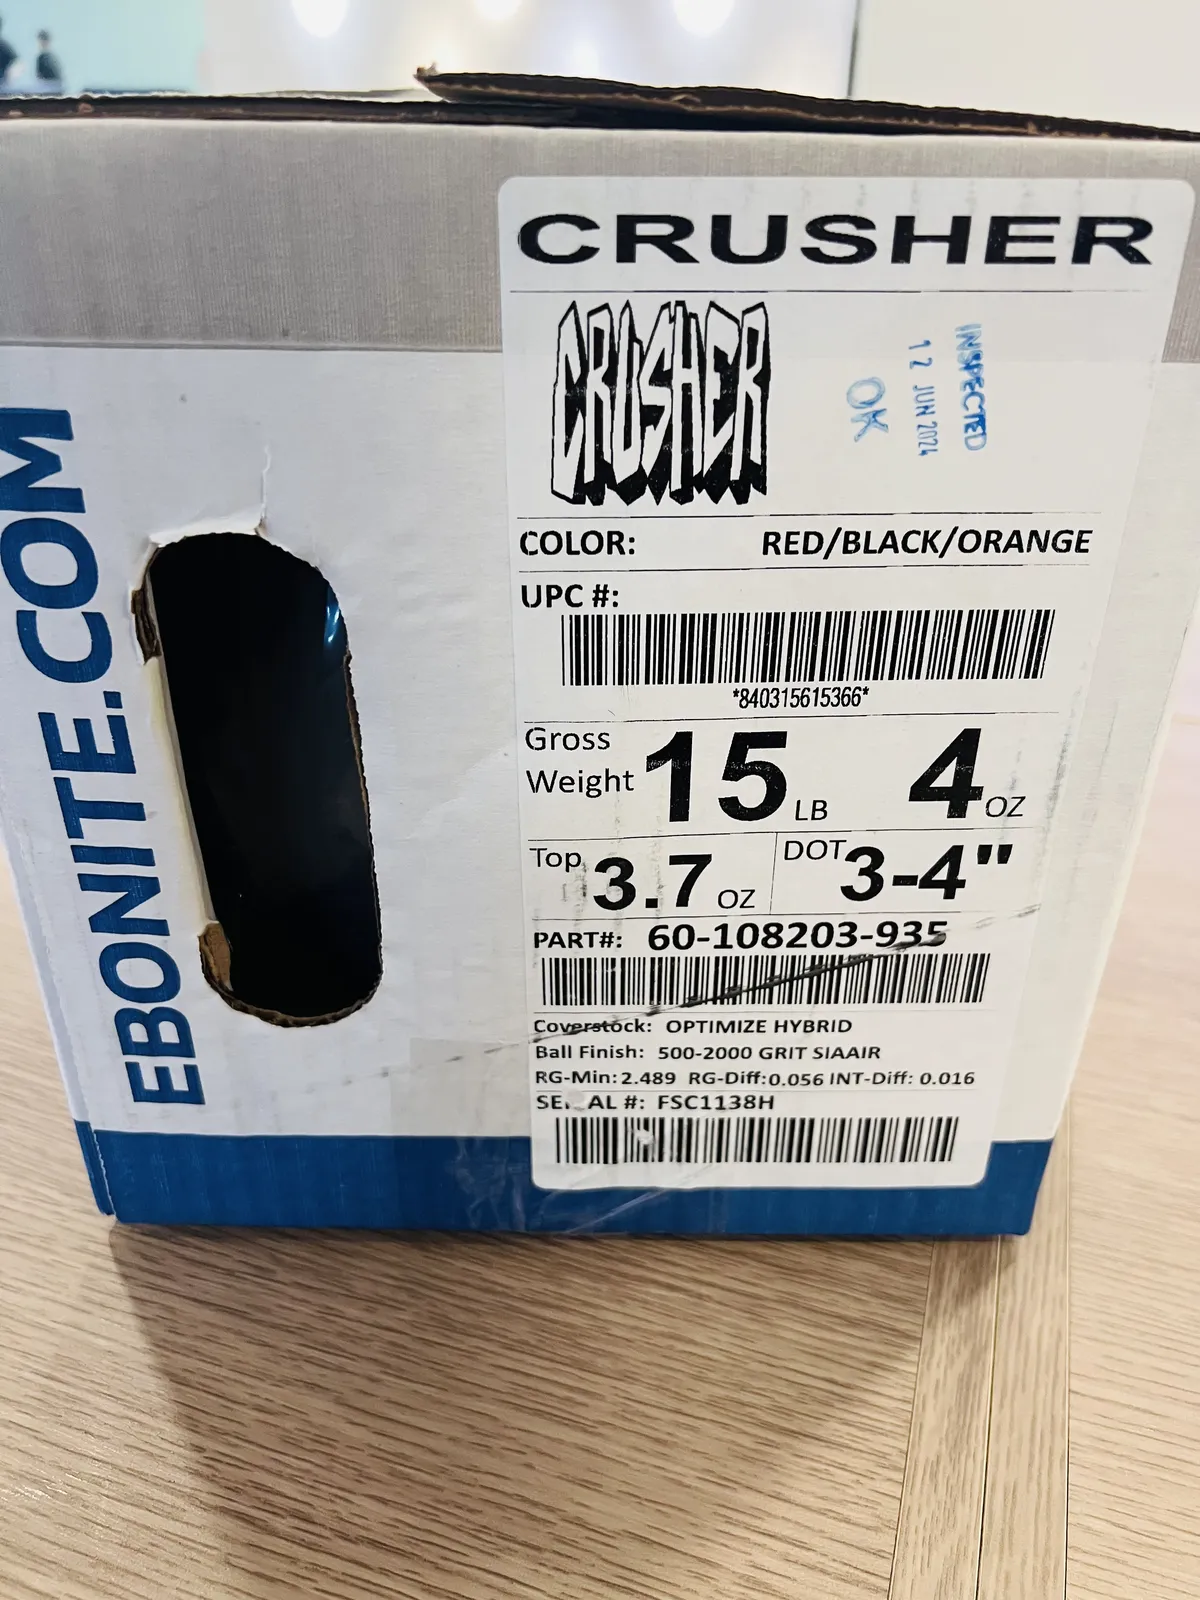 EBONITE.COM
CRUSHER
CRUSHER
INSPECTED
12 JUN 2024
OK
COLOR: RED/BLACK/ORANGE
UPC #:
*840315615366*
Gross Weight 15 LB 4 OZ
Top 3.7 OZ DOT 3-4"
PART#: 60-108203-935
Coverstock: OPTIMIZE HYBRID
Ball Finish: 500-2000 GRIT SIAAIR
RG-Min: 2.489 RG-Diff: 0.056 INT-Diff: 0.016
SERIAL #: FSC1138H